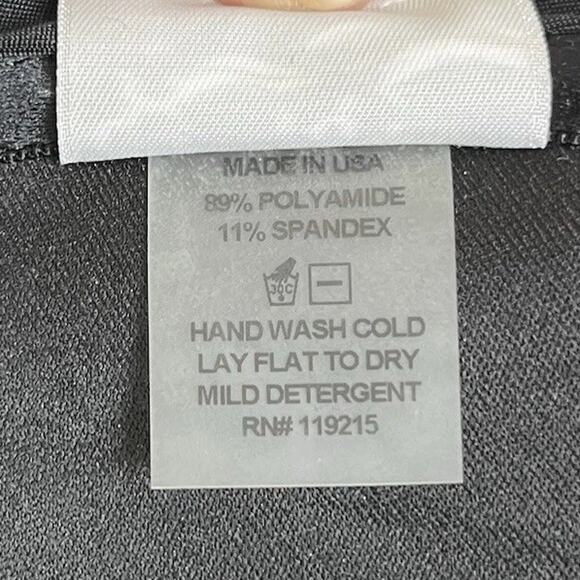 MADE IN USA
89% POLYAMIDE
11% SPANDEX
30C
HAND WASH COLD
LAY FLAT TO DRY
MILD DETERGENT
RN# 119215